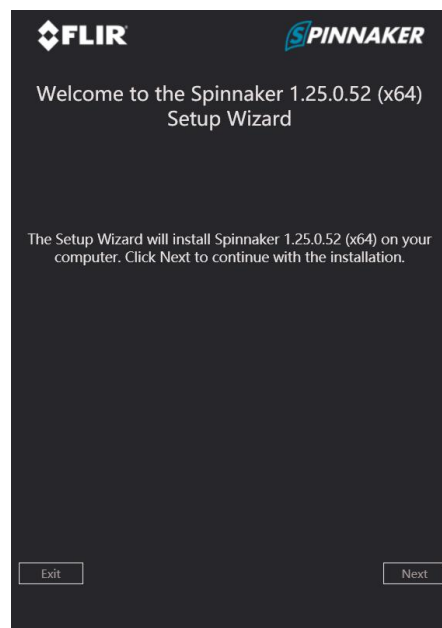 FLIR SPINNAKER
Welcome to the Spinnaker 1.25.0.52 (x64)
Setup Wizard
The Setup Wizard will install Spinnaker 1.25.0.52 (x64) on your
computer. Click Next to continue with the installation.
Exit Next